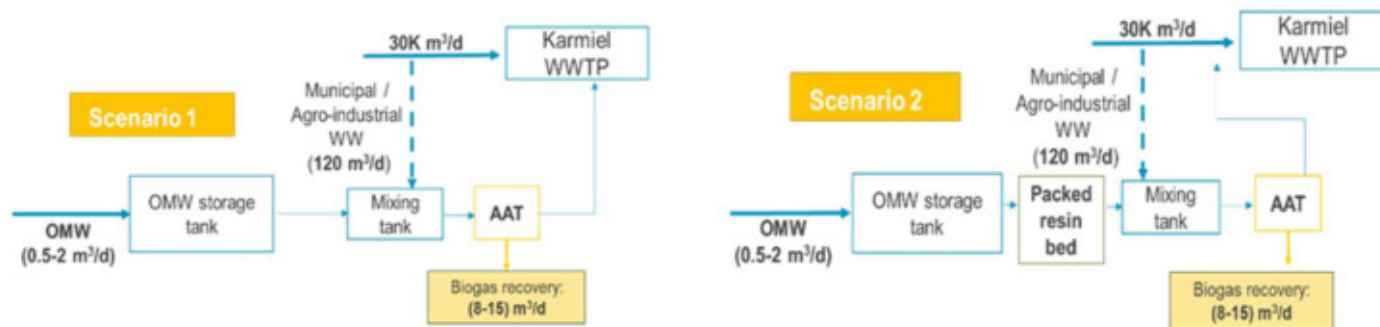 30K m³/d
Karmiel
WWTP
Scenario 1
Municipal /
Agro-industrial
WW
(120 m³/d)
OMW storage
tank
Mixing
tank
AAT
OMW
(0.5-2 m³/d)
Biogas recovery:
(8-15) m³/d
30K m³/d
Karmiel
WWTP
Scenario 2
Municipal /
Agro-industrial
WW
(120 m³/d)
OMW storage
tank
Packed
resin
bed
Mixing
tank
AAT
OMW
(0.5-2 m³/d)
Biogas recovery:
(8-15) m³/d